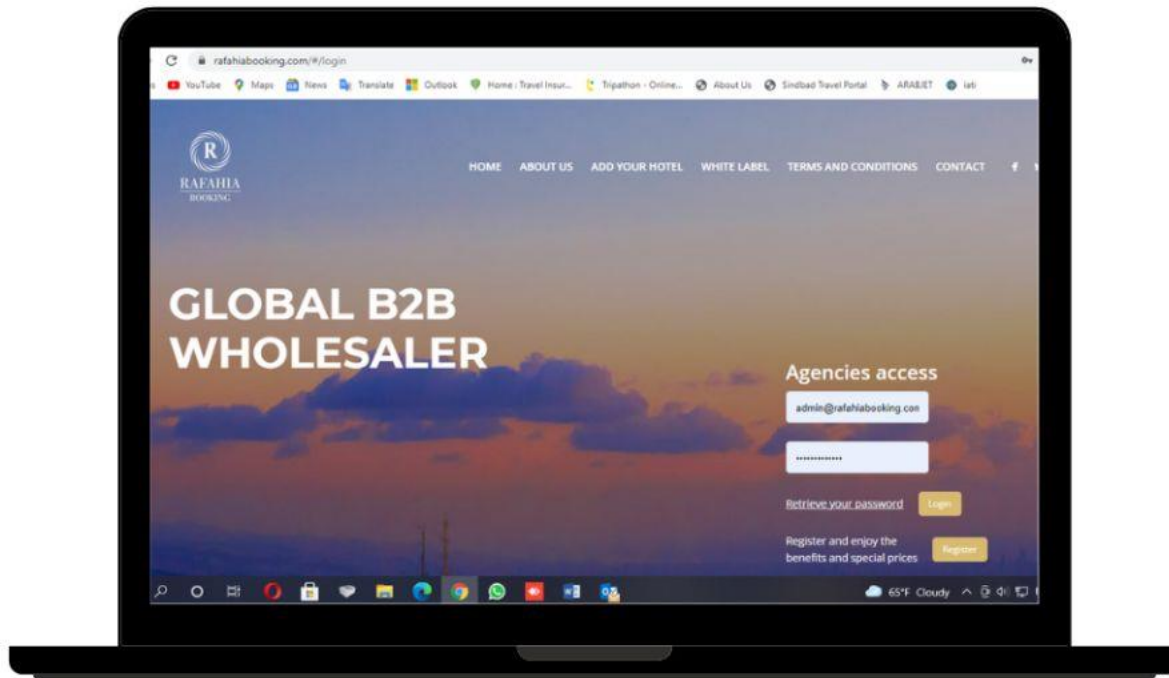 rafahiabooking.com/#/login
YouTube Maps News Translate Outlook Home : Travel Insur... Tripathon - Online... About Us Sindbad Travel Portal ARABJET iati
R
RAFAHIA
BOOKING
HOME ABOUT US ADD YOUR HOTEL WHITE LABEL TERMS AND CONDITIONS CONTACT
GLOBAL B2B
WHOLESALER
Agencies access
admin@rafahiabooking.com
Retrieve your password Login
Register and enjoy the
benefits and special prices
Register
65°F Cloudy